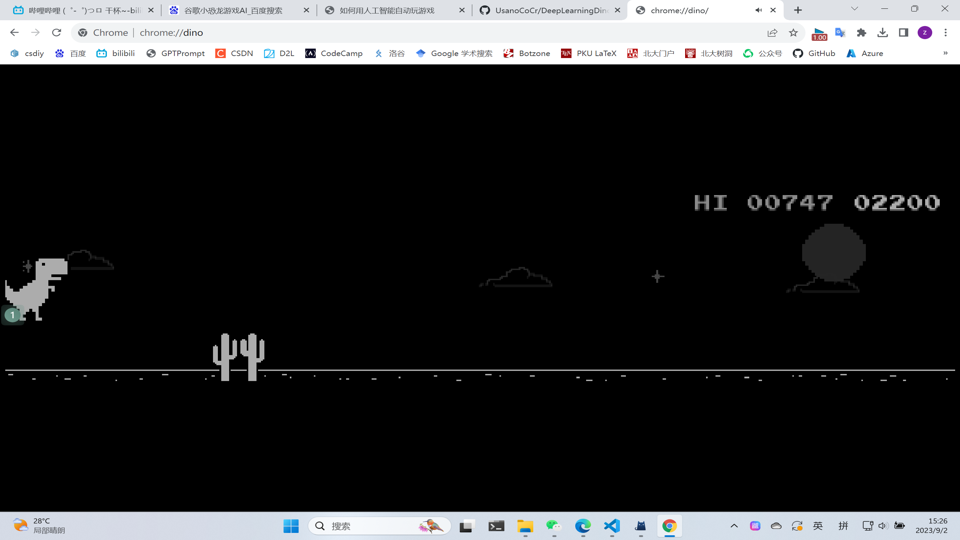 哔哩哔哩 (゜-゜)つロ 干杯~-bili
谷歌小恐龙游戏AI_百度搜索
如何用人工智能自动玩游戏
UsanoCoCr/DeepLearningDino
chrome://dino/
Chrome | chrome://dino
1.00
z
csdiy
百度
bilibili
GPTPrompt
CSDN
D2L
CodeCamp
洛谷
Google 学术搜索
Botzone
PKU LaTeX
北大门户
北大树洞
公众号
GitHub
Azure
»
HI 00747 02200
1
28°C
局部晴朗
搜索
英
拼
15:26
2023/9/2